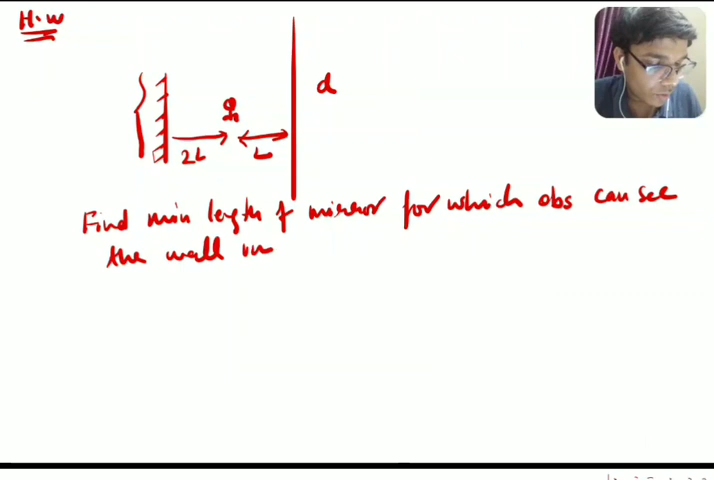 H.W
d
2L
L
Find min length of mirror for which obs can see
the wall in